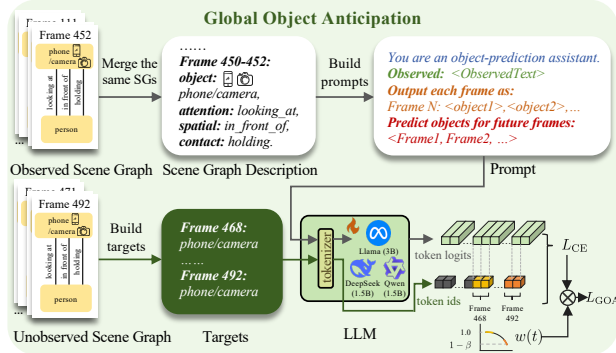 Global Object Anticipation
Frame 452
phone
/camera
looking at
in front of
holding
person
...
Observed Scene Graph
Merge the
same SGs
......
Frame 450-452:
object:
phone/camera,
attention: looking_at,
spatial: in_front_of,
contact: holding.
Scene Graph Description
Build
prompts
You are an object-prediction assistant.
Observed: <ObservedText>
Output each frame as:
Frame N: <object1>,<object2>,...
Predict objects for future frames:
<Frame1, Frame2, ...>
Prompt
Frame 492
phone
/camera
looking at
in front of
holding
person
...
Unobserved Scene Graph
Build
targets
Frame 468:
phone/camera
......
Frame 492:
phone/camera
Targets
tokenizer
Llama (3B)
DeepSeek
(1.5B)
Qwen
(1.5B)
LLM
token logits
token ids
Frame
468
Frame
492
1.0
1 − β
w(t)
L_CE
L_GOA